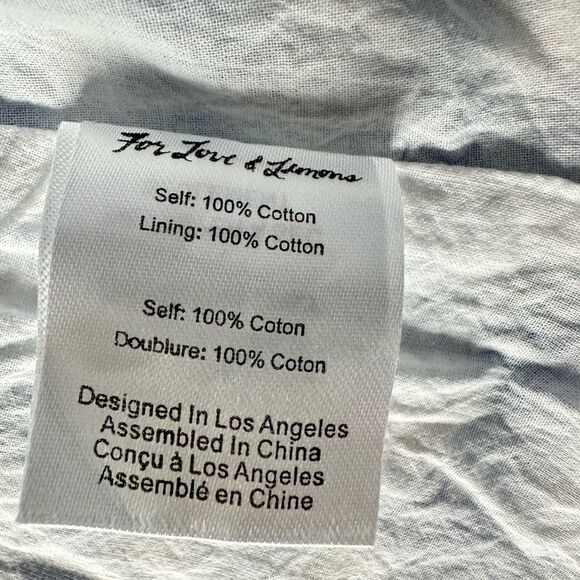 For Love & Lemons
Self: 100% Cotton
Lining: 100% Cotton
Self: 100% Coton
Doublure: 100% Coton
Designed In Los Angeles
Assembled In China
Conçu à Los Angeles
Assemblé en Chine